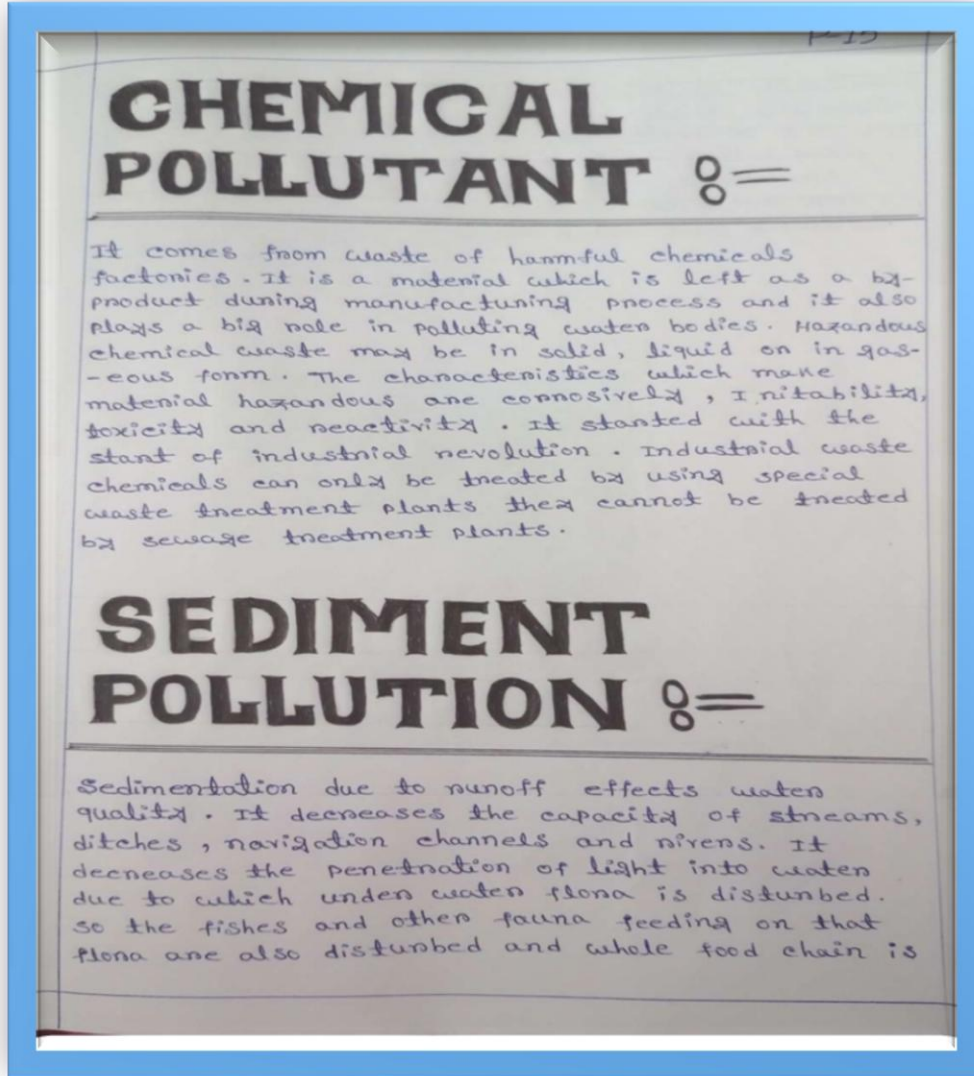 P-15
CHEMICAL
POLLUTANT :=
It comes from waste of harmful chemicals
factories. It is a material which is left as a by-
product during manufacturing process and it also
plays a big role in polluting water bodies. Hazardous
chemical waste may be in solid, liquid or in gas-
-eous form. The characteristics which make
material hazardous are corrosively, Initability,
toxicity and reactivity. It started with the
start of industrial revolution. Industrial waste
chemicals can only be treated by using special
waste treatment plants they cannot be treated
by sewage treatment plants.
SEDIMENT
POLLUTION :=
Sedimentation due to runoff effects water
quality. It decreases the capacity of streams,
ditches, navigation channels and rivers. It
decreases the penetration of light into water
due to which under water flora is disturbed.
So the fishes and other fauna feeding on that
flora are also disturbed and whole food chain is